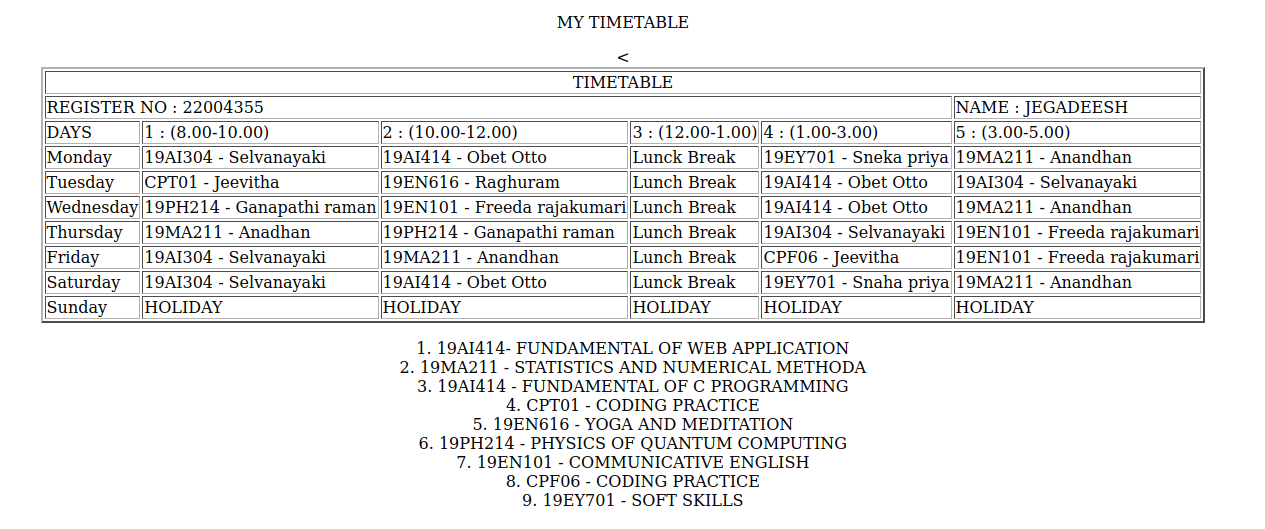 MY TIMETABLE
<
TIMETABLE
REGISTER NO : 22004355 NAME : JEGADEESH
DAYS 1 : (8.00-10.00) 2 : (10.00-12.00) 3 : (12.00-1.00) 4 : (1.00-3.00) 5 : (3.00-5.00)
Monday 19AI304 - Selvanayaki 19AI414 - Obet Otto Lunck Break 19EY701 - Sneka priya 19MA211 - Anandhan
Tuesday CPT01 - Jeevitha 19EN616 - Raghuram Lunch Break 19AI414 - Obet Otto 19AI304 - Selvanayaki
Wednesday 19PH214 - Ganapathi raman 19EN101 - Freeda rajakumari Lunch Break 19AI414 - Obet Otto 19MA211 - Anandhan
Thursday 19MA211 - Anadhan 19PH214 - Ganapathi raman Lunch Break 19AI304 - Selvanayaki 19EN101 - Freeda rajakumari
Friday 19AI304 - Selvanayaki 19MA211 - Anandhan Lunch Break CPF06 - Jeevitha 19EN101 - Freeda rajakumari
Saturday 19AI304 - Selvanayaki 19AI414 - Obet Otto Lunck Break 19EY701 - Snaha priya 19MA211 - Anandhan
Sunday HOLIDAY HOLIDAY HOLIDAY HOLIDAY HOLIDAY
1. 19AI414- FUNDAMENTAL OF WEB APPLICATION
2. 19MA211 - STATISTICS AND NUMERICAL METHODA
3. 19AI414 - FUNDAMENTAL OF C PROGRAMMING
4. CPT01 - CODING PRACTICE
5. 19EN616 - YOGA AND MEDITATION
6. 19PH214 - PHYSICS OF QUANTUM COMPUTING
7. 19EN101 - COMMUNICATIVE ENGLISH
8. CPF06 - CODING PRACTICE
9. 19EY701 - SOFT SKILLS